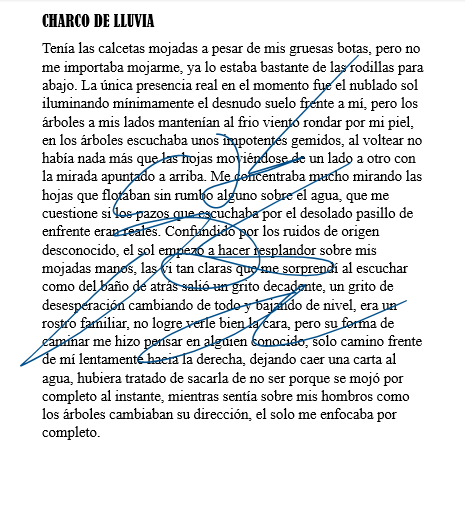 CHARCO DE LLUVIA
Tenía las calcetas mojadas a pesar de mis gruesas botas, pero no
me importaba mojarme, ya lo estaba bastante de las rodillas para
abajo. La única presencia real en el momento fue el nublado sol
iluminando mínimamente el desnudo suelo frente a mí, pero los
árboles a mis lados mantenían al frio viento rondar por mi piel,
en los árboles escuchaba unos impotentes gemidos, al voltear no
había nada más que las hojas moviéndose de un lado a otro con
la mirada apuntado a arriba. Me concentraba mucho mirando las
hojas que flotaban sin rumbo alguno sobre el agua, que me
cuestione si los pazos que escuchaba por el desolado pasillo de
enfrente eran reales. Confundido por los ruidos de origen
desconocido, el sol empezó a hacer resplandor sobre mis
mojadas manos, las vi tan claras que me sorprendí al escuchar
como del baño de atrás salió un grito decadente, un grito de
desesperación cambiando de todo y bajando de nivel, era un
rostro familiar, no logre verle bien la cara, pero su forma de
caminar me hizo pensar en alguien conocido, solo camino frente
de mí lentamente hacia la derecha, dejando caer una carta al
agua, hubiera tratado de sacarla de no ser porque se mojó por
completo al instante, mientras sentía sobre mis hombros como
los árboles cambiaban su dirección, el solo me enfocaba por
completo.